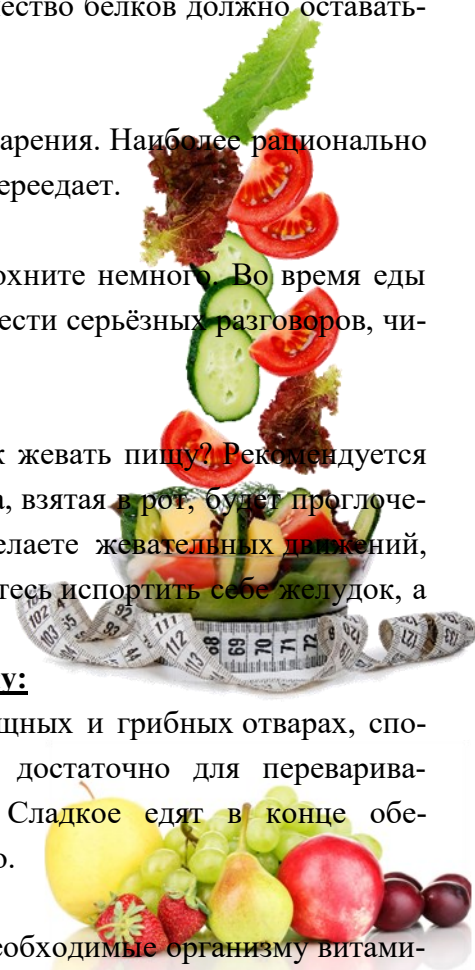 чество белков должно оставать-
арения. Наиболее рационально
ереедает.
охните немного. Во время еды
ести серьёзных разговоров, чи-
к жевать пищу? Рекомендуется
а, взятая в рот, будет проглоче-
елаете жевательных движений,
тесь испортить себе желудок, а
у:
щных и грибных отварах, спо-
достаточно для переварива-
Сладкое едят в конце обе-
о.
еобходимые организму витами-